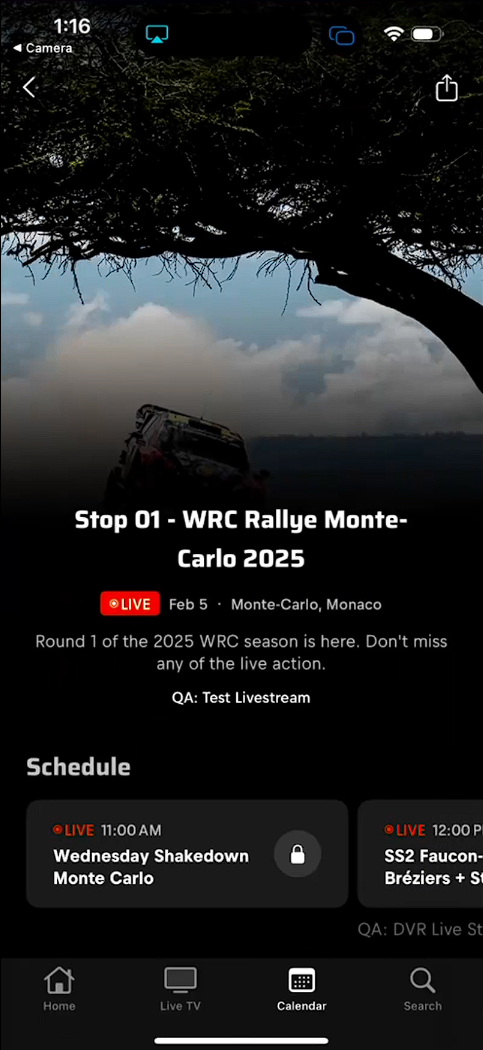 1:16
◀ Camera
Stop 01 - WRC Rallye Monte-
Carlo 2025
LIVE Feb 5 · Monte-Carlo, Monaco
Round 1 of the 2025 WRC season is here. Don't miss
any of the live action.
QA: Test Livestream
Schedule
LIVE 11:00 AM
Wednesday Shakedown
Monte Carlo
LIVE 12:00 P
SS2 Faucon-
Bréziers + St
QA: DVR Live St
Home
Live TV
Calendar
Search